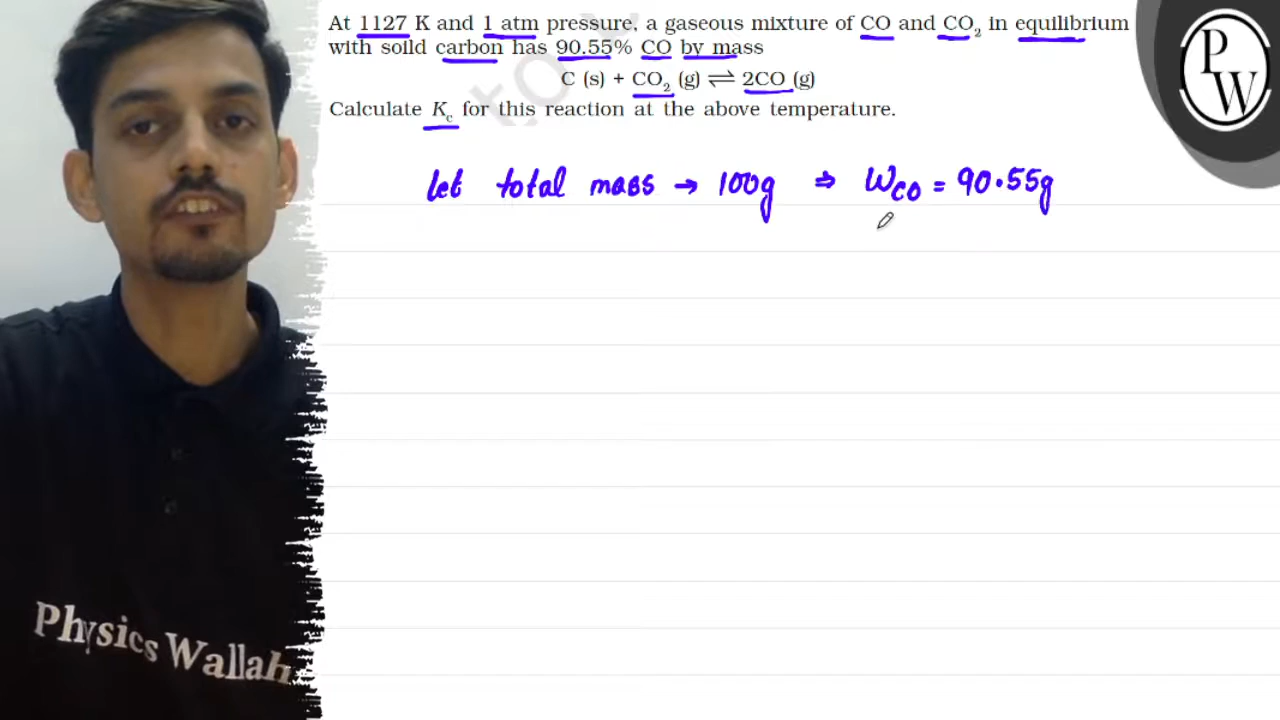 At 1127 K and 1 atm pressure, a gaseous mixture of CO and CO₂ in equilibrium
with soild carbon has 90.55% CO by mass
C (s) + CO₂ (g) ⇌ 2CO (g)
Calculate K꜀ for this reaction at the above temperature.
let total mass → 100g ⇒ W_CO = 90.55g
P
W
Physics Wallah